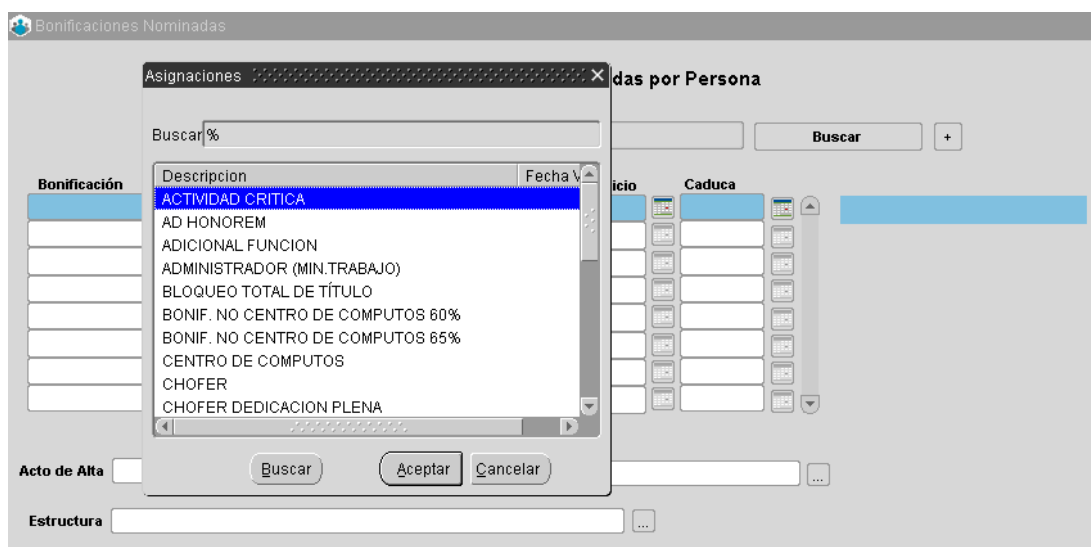 Bonificaciones Nominadas
Asignaciones
das por Persona
Buscar %
Buscar +
Bonificación
icio Caduca
Descripcion Fecha V
ACTIVIDAD CRITICA
AD HONOREM
ADICIONAL FUNCION
ADMINISTRADOR (MIN.TRABAJO)
BLOQUEO TOTAL DE TÍTULO
BONIF. NO CENTRO DE COMPUTOS 60%
BONIF. NO CENTRO DE COMPUTOS 65%
CENTRO DE COMPUTOS
CHOFER
CHOFER DEDICACION PLENA
Buscar Aceptar Cancelar
Acto de Alta ...
Estructura ...